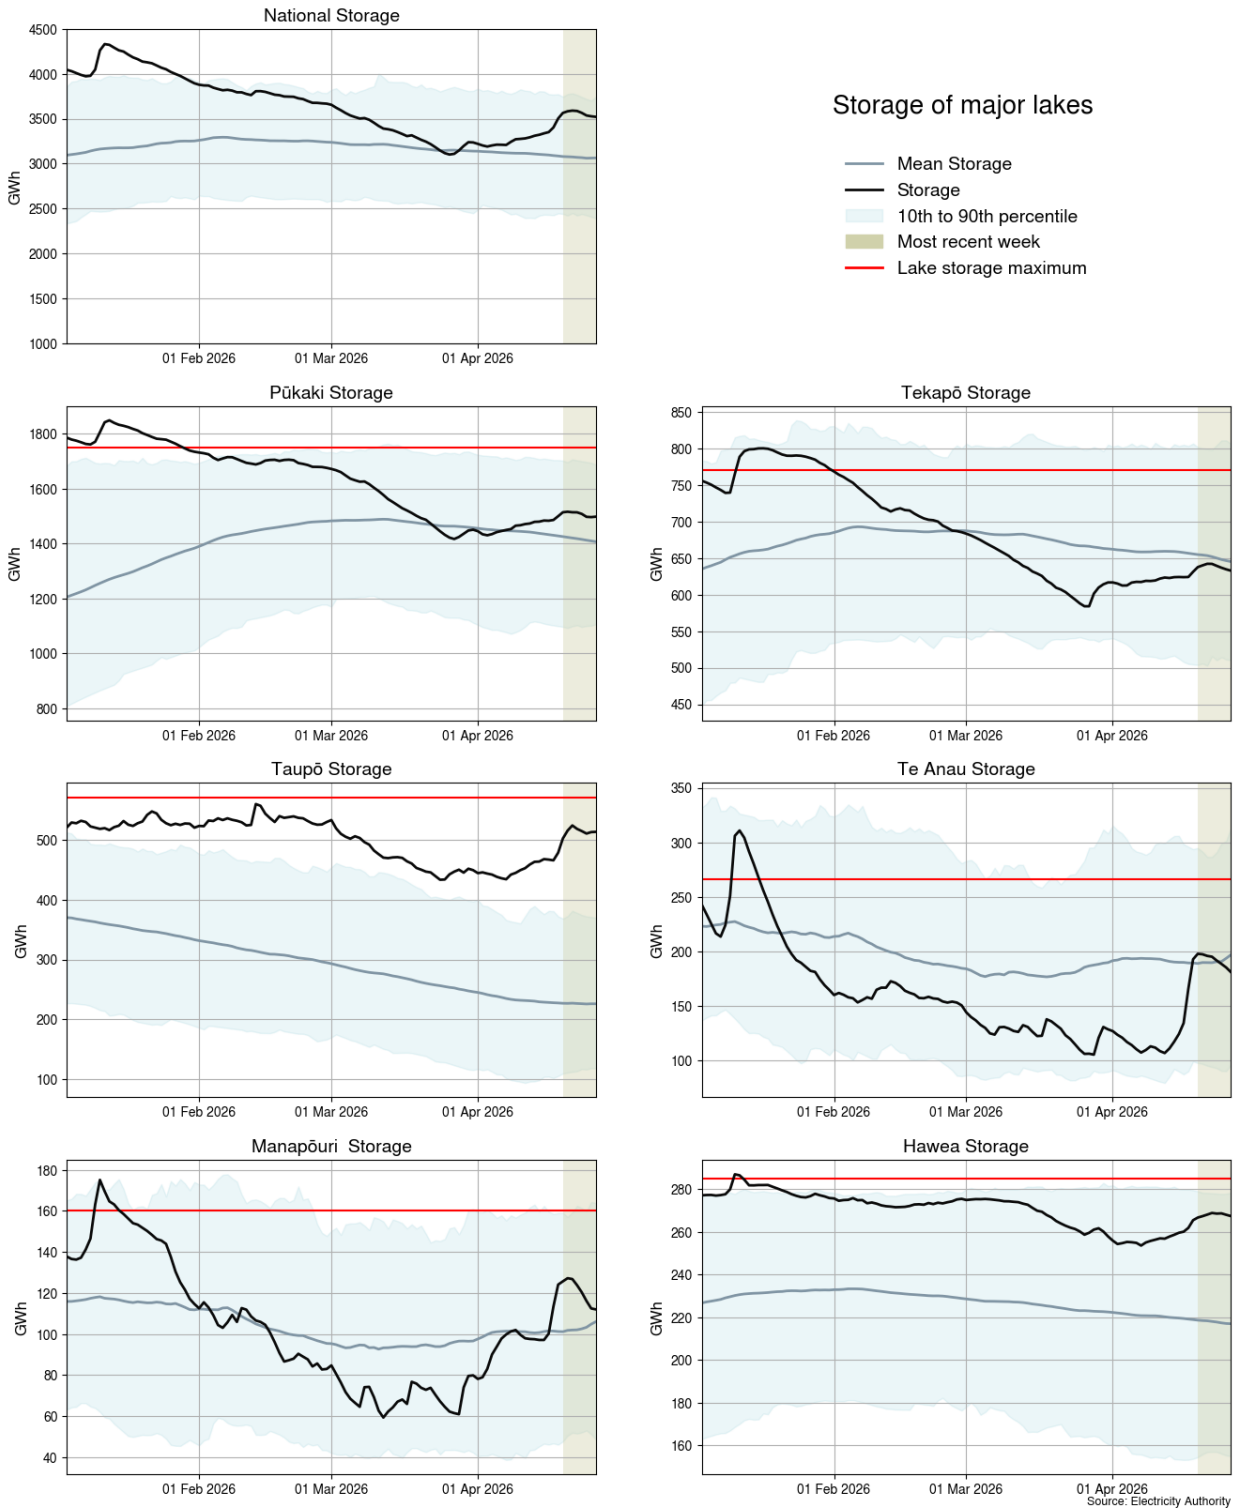 National Storage
4500
4000
3500
3000
2500
2000
1500
1000
GWh
01 Feb 2026 01 Mar 2026 01 Apr 2026
Storage of major lakes
Mean Storage
Storage
10th to 90th percentile
Most recent week
Lake storage maximum
Pūkaki Storage
1800
1600
1400
1200
1000
800
GWh
01 Feb 2026 01 Mar 2026 01 Apr 2026
Tekapō Storage
850
800
750
700
650
600
550
500
450
GWh
01 Feb 2026 01 Mar 2026 01 Apr 2026
Taupō Storage
500
400
300
200
100
GWh
01 Feb 2026 01 Mar 2026 01 Apr 2026
Te Anau Storage
350
300
250
200
150
100
GWh
01 Feb 2026 01 Mar 2026 01 Apr 2026
Manapōuri  Storage
180
160
140
120
100
80
60
40
GWh
01 Feb 2026 01 Mar 2026 01 Apr 2026
Hawea Storage
280
260
240
220
200
180
160
GWh
01 Feb 2026 01 Mar 2026 01 Apr 2026
Source: Electricity Authority